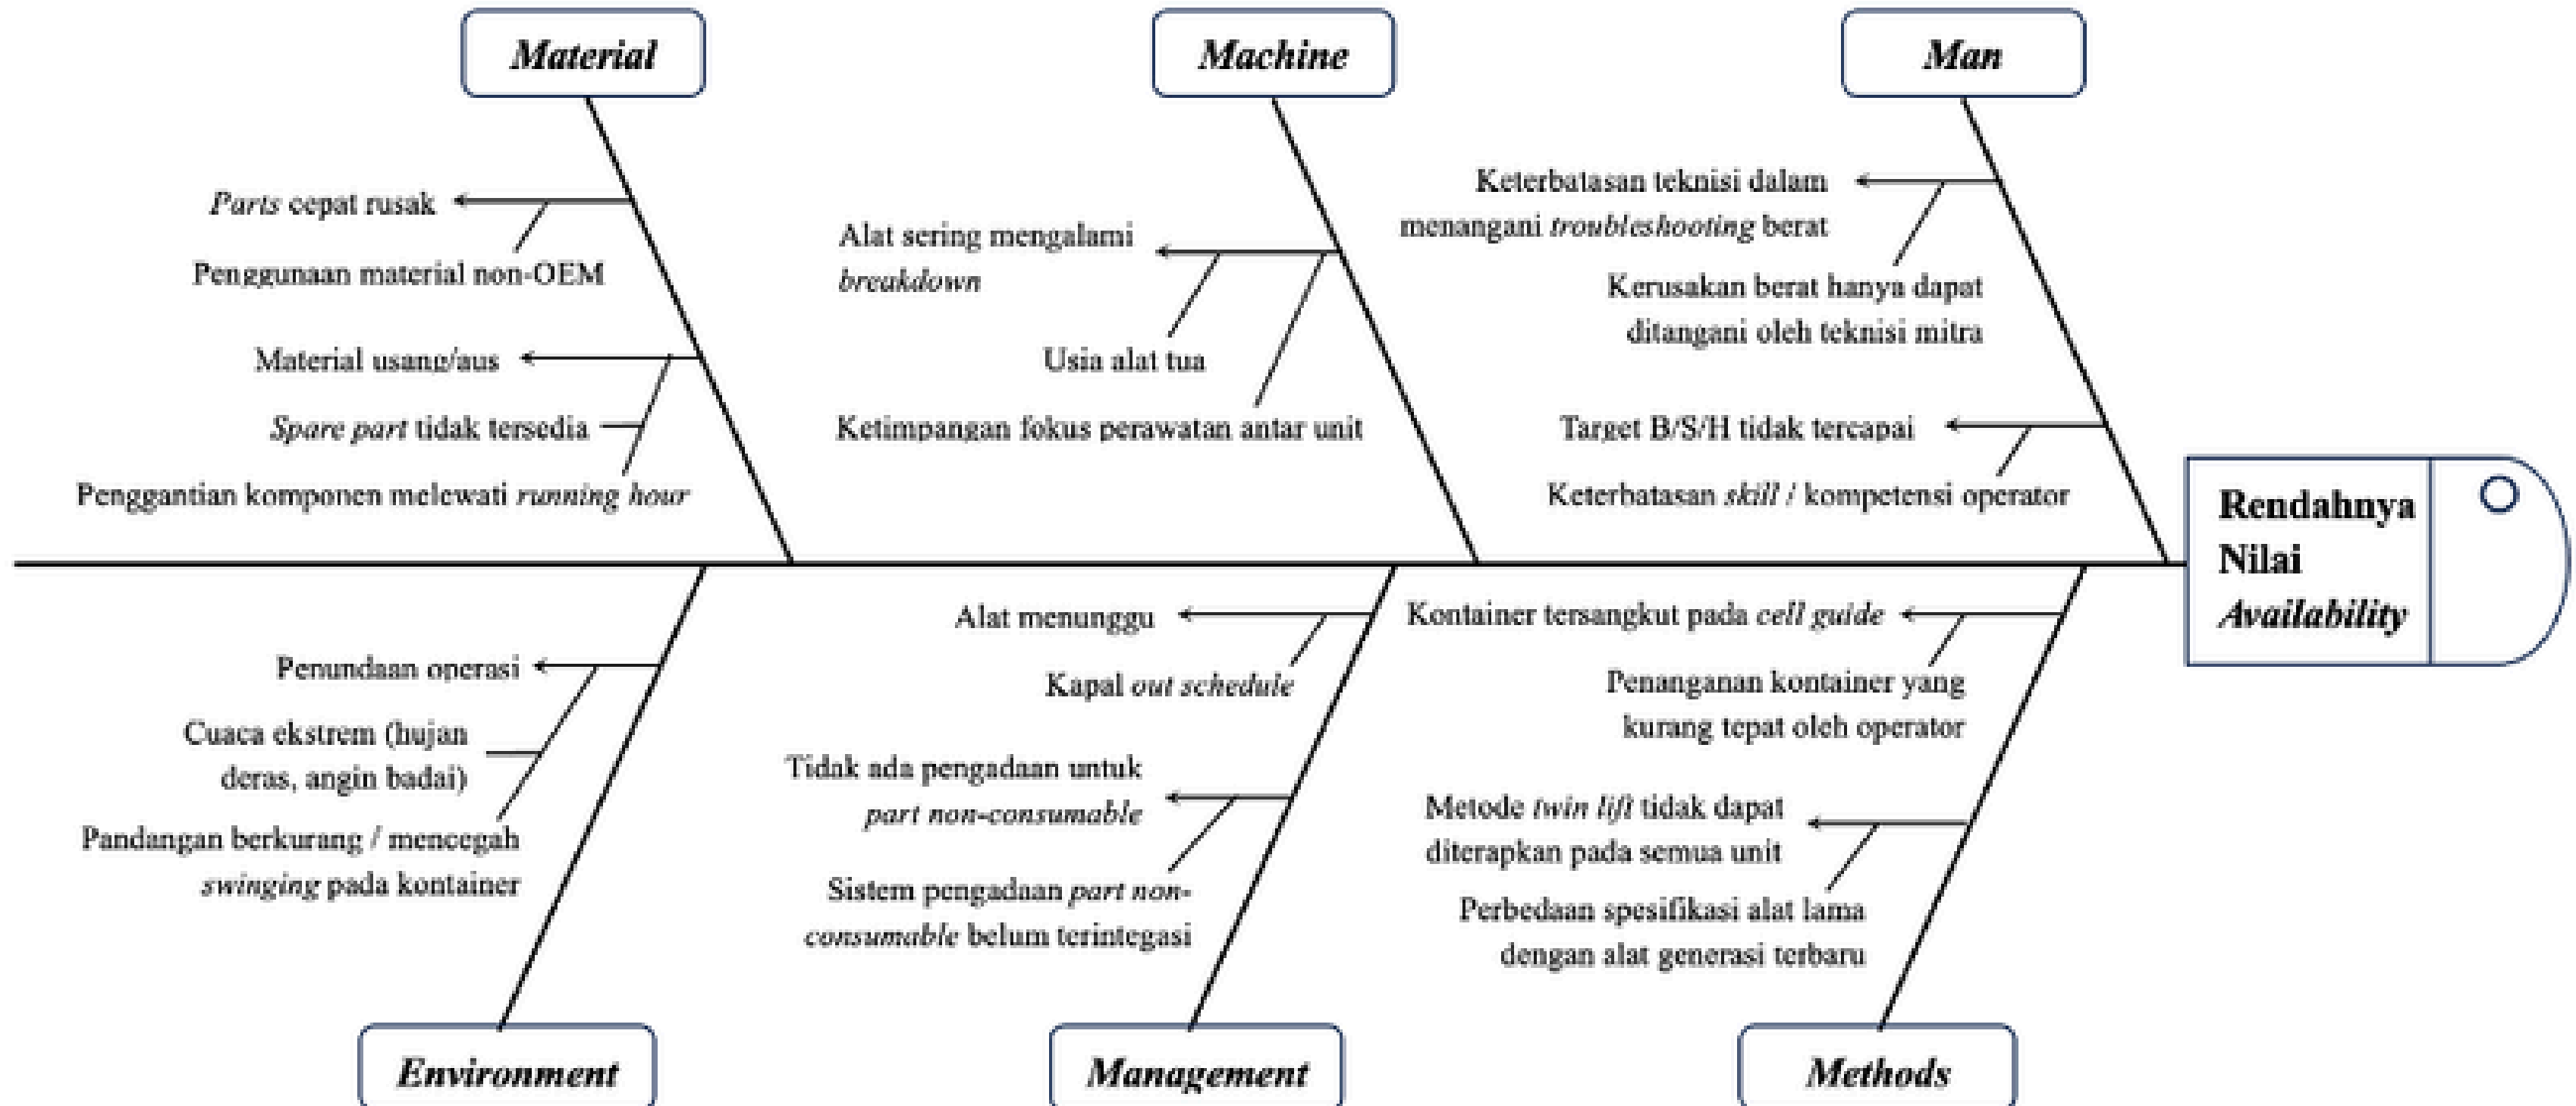 Material
Machine
Man
Parts cepat rusak
Penggunaan material non-OEM
Material usang/aus
Spare part tidak tersedia
Penggantian komponen melewati running hour
Alat sering mengalami
breakdown
Usia alat tua
Ketimpangan fokus perawatan antar unit
Keterbatasan teknisi dalam
menangani troubleshooting berat
Kerusakan berat hanya dapat
ditangani oleh teknisi mitra
Target B/S/H tidak tercapai
Keterbatasan skill / kompetensi operator
Rendahnya
Nilai
Availability
Penundaan operasi
Cuaca ekstrem (hujan
deras, angin badai)
Pandangan berkurang / mencegah
swinging pada kontainer
Alat menunggu
Kapal out schedule
Tidak ada pengadaan untuk
part non-consumable
Sistem pengadaan part non-
consumable belum terintegasi
Kontainer tersangkut pada cell guide
Penanganan kontainer yang
kurang tepat oleh operator
Metode twin lift tidak dapat
diterapkan pada semua unit
Perbedaan spesifikasi alat lama
dengan alat generasi terbaru
Environment
Management
Methods